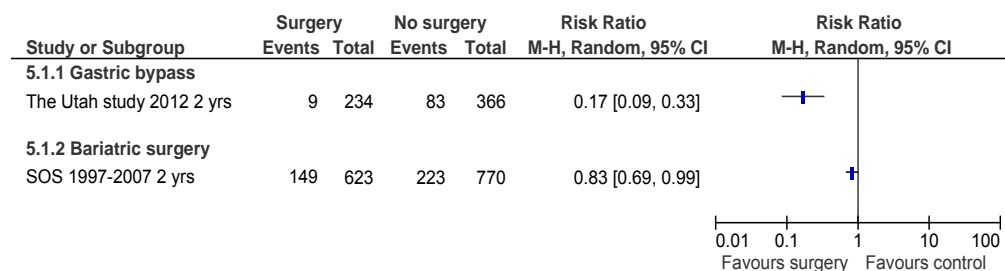 Surgery No surgery Risk Ratio Risk Ratio
Study or Subgroup Events Total Events Total M-H, Random, 95% CI M-H, Random, 95% CI
5.1.1 Gastric bypass
The Utah study 2012 2 yrs 9 234 83 366 0.17 [0.09, 0.33]
5.1.2 Bariatric surgery
SOS 1997-2007 2 yrs 149 623 223 770 0.83 [0.69, 0.99]
0.01 0.1 1 10 100
Favours surgery Favours control